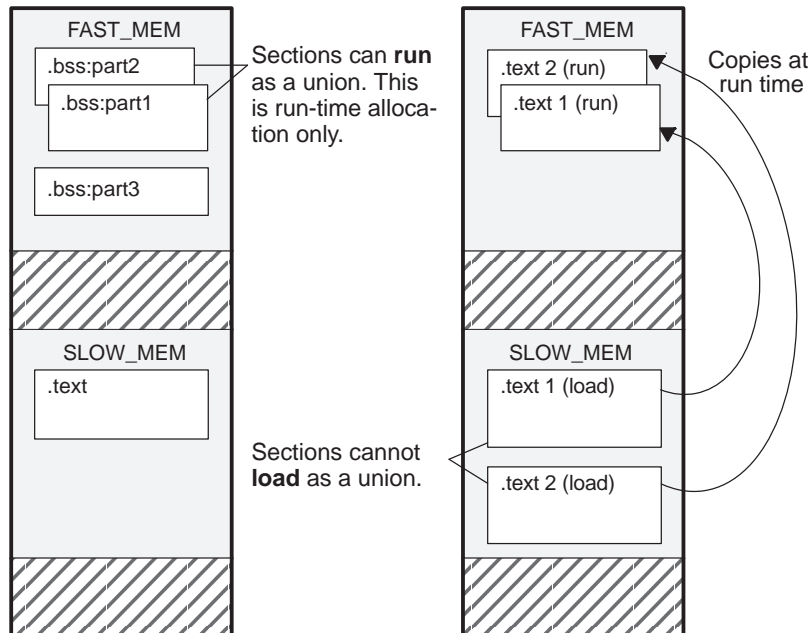 FAST_MEM
.bss:part2
.bss:part1
.bss:part3
Sections can run
as a union. This
is run-time alloca-
tion only.
SLOW_MEM
.text
FAST_MEM
.text 2 (run)
.text 1 (run)
Copies at
run time
SLOW_MEM
.text 1 (load)
.text 2 (load)
Sections cannot
load as a union.